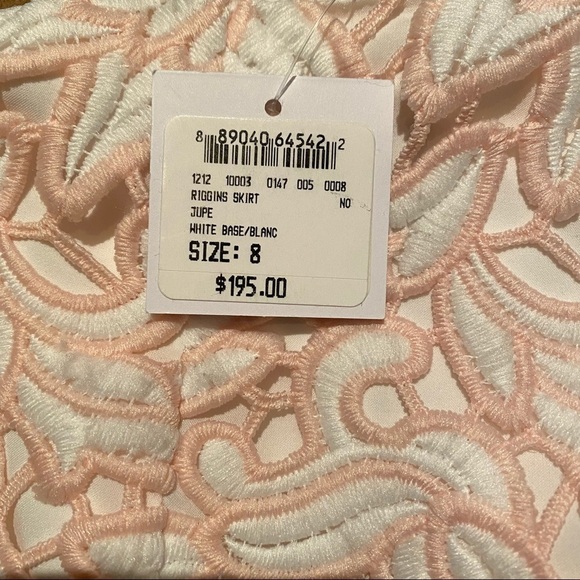 8 89040 64542 2
1212 10003 0147 005 0008
RIGGINS SKIRT NO
JUPE
WHITE BASE/BLANC
SIZE: 8
$195.00